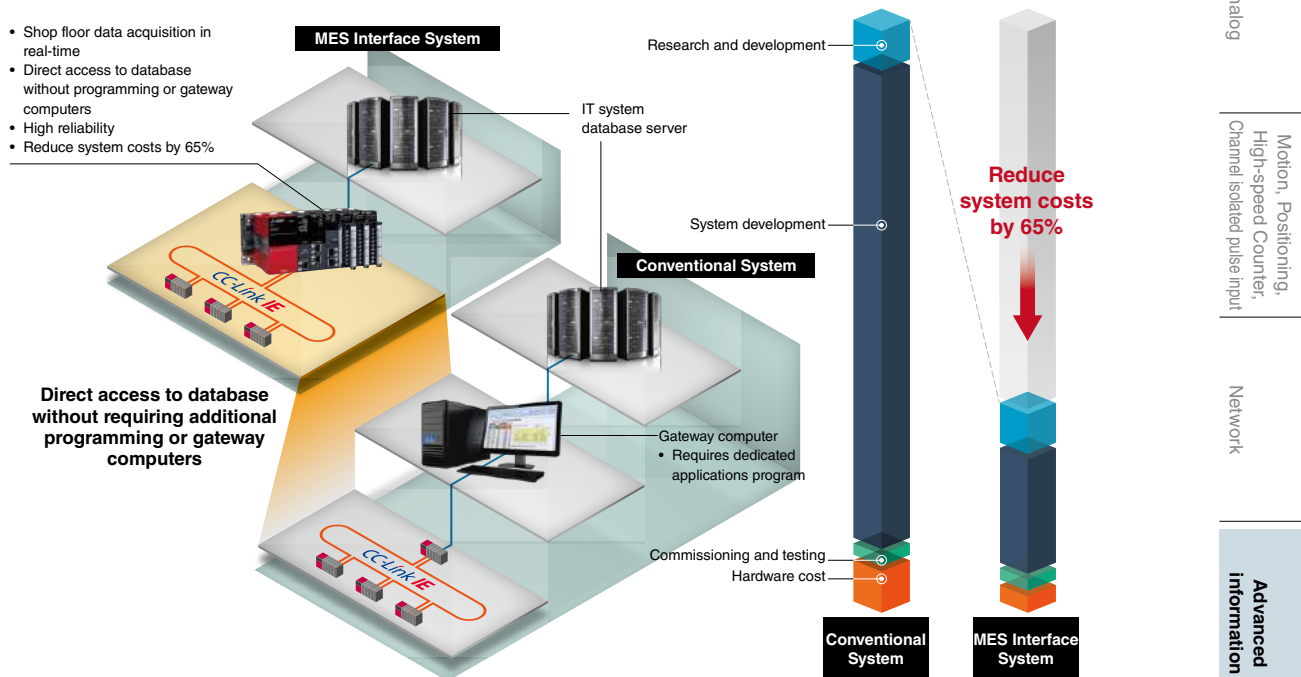 • Shop floor data acquisition in
real-time
• Direct access to database
without programming or gateway
computers
• High reliability
• Reduce system costs by 65%
MES Interface System
IT system
database server
CC-Link IE
Direct access to database
without requiring additional
programming or gateway
computers
Conventional System
Gateway computer
• Requires dedicated
applications program
CC-Link IE
Research and development
System development
Commissioning and testing
Hardware cost
Reduce
system costs
by 65%
Conventional
System
MES Interface
System
Motion, Positioning,
High-speed Counter,
Channel isolated pulse input
Network
Advanced
information